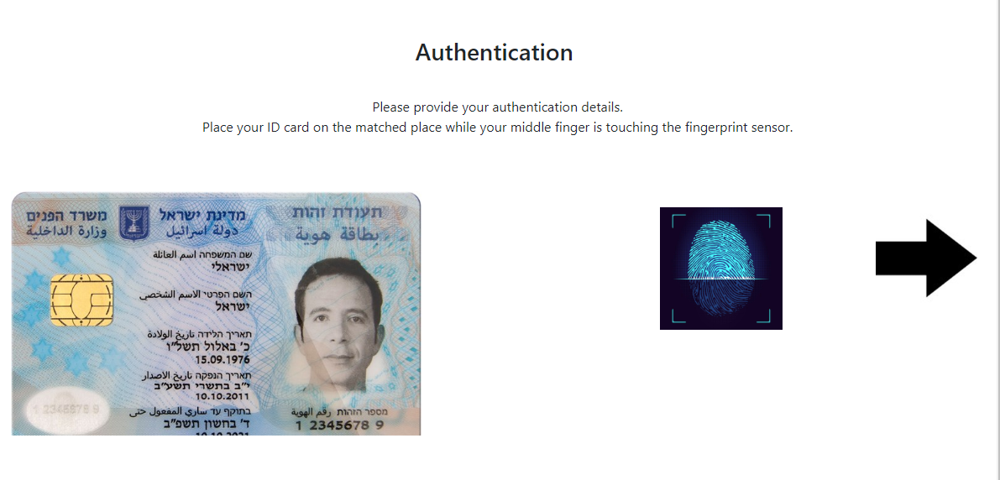 Authentication
Please provide your authentication details.
Place your ID card on the matched place while your middle finger is touching the fingerprint sensor.
תעודת זהות
بطاقة هوية
מדינת ישראל
دولة اسرائيل
משרד הפנים
وزارة الداخلية
שם המשפחה اسم العائلة
ישראלי
השם הפרטי الاسم الشخصي
ישראל
תאריך הלידה تاريخ الولادة
כ' באלול תשל"ו
15.09.1976
תאריך הנפקה تاريخ الاصدار
י"ב בתשרי תשע"ב
10.10.2011
בתוקף עד ساري المفعول حتى
ד' בחשון תשפ"ב
10.10.2021
מספר הזהות رقم الهوية
1 2345678 9
1 2345678 9